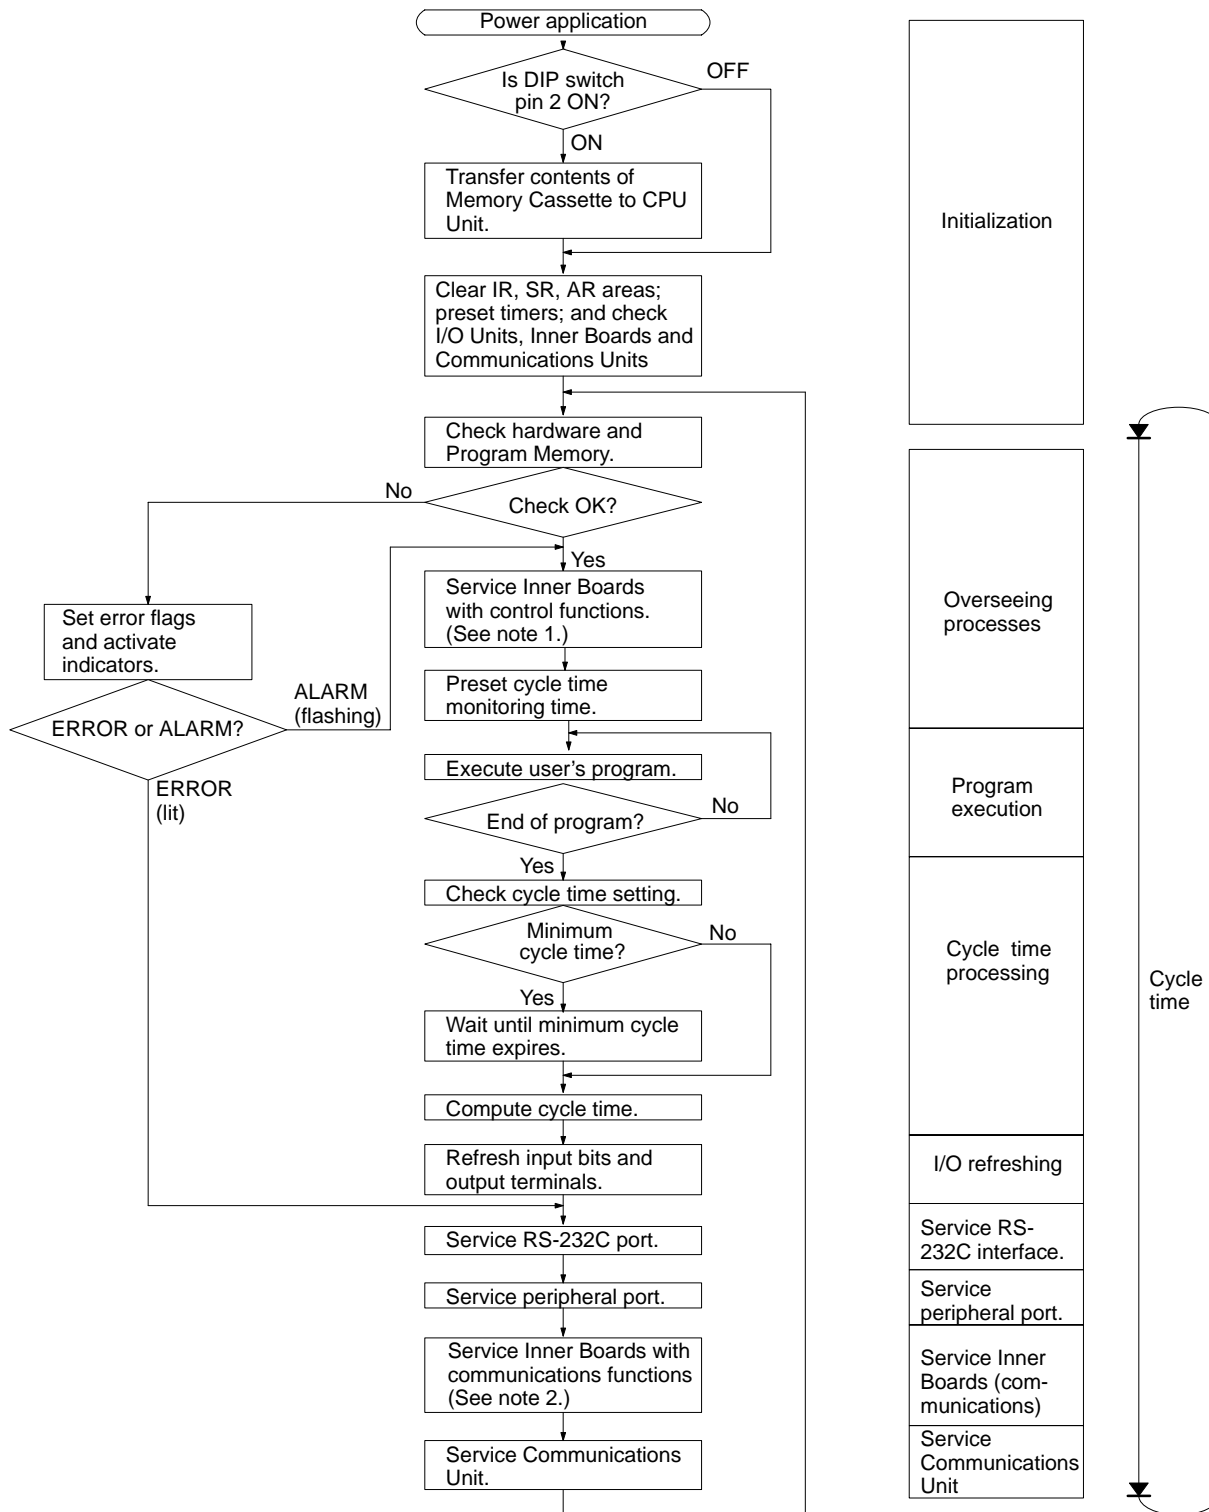 Power application
Is DIP switch
pin 2 ON?
OFF
ON
Transfer contents of
Memory Cassette to CPU
Unit.
Clear IR, SR, AR areas;
preset timers; and check
I/O Units, Inner Boards and
Communications Units
Check hardware and
Program Memory.
No
Check OK?
Yes
Service Inner Boards
with control functions.
(See note 1.)
Set error flags
and activate
indicators.
ALARM
(flashing)
ERROR or ALARM?
ERROR
(lit)
Preset cycle time
monitoring time.
Execute user’s program.
End of program?
No
Yes
Check cycle time setting.
Minimum
cycle time?
No
Yes
Wait until minimum cycle
time expires.
Compute cycle time.
Refresh input bits and
output terminals.
Service RS-232C port.
Service peripheral port.
Service Inner Boards with
communications functions
(See note 2.)
Service Communications
Unit.
Initialization
Overseeing
processes
Program
execution
Cycle time
processing
I/O refreshing
Service RS-
232C interface.
Service
peripheral port.
Service Inner
Boards (com-
munications)
Service
Communications
Unit
Cycle
time